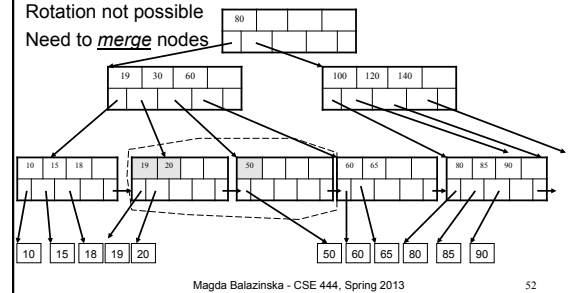 Rotation not possible
Need to merge nodes
80
19 30 60
100 120 140
10 15 18
19 20
50
60 65
80 85 90
10 15 18 19 20 50 60 65 80 85 90
Magda Balazinska - CSE 444, Spring 2013 52